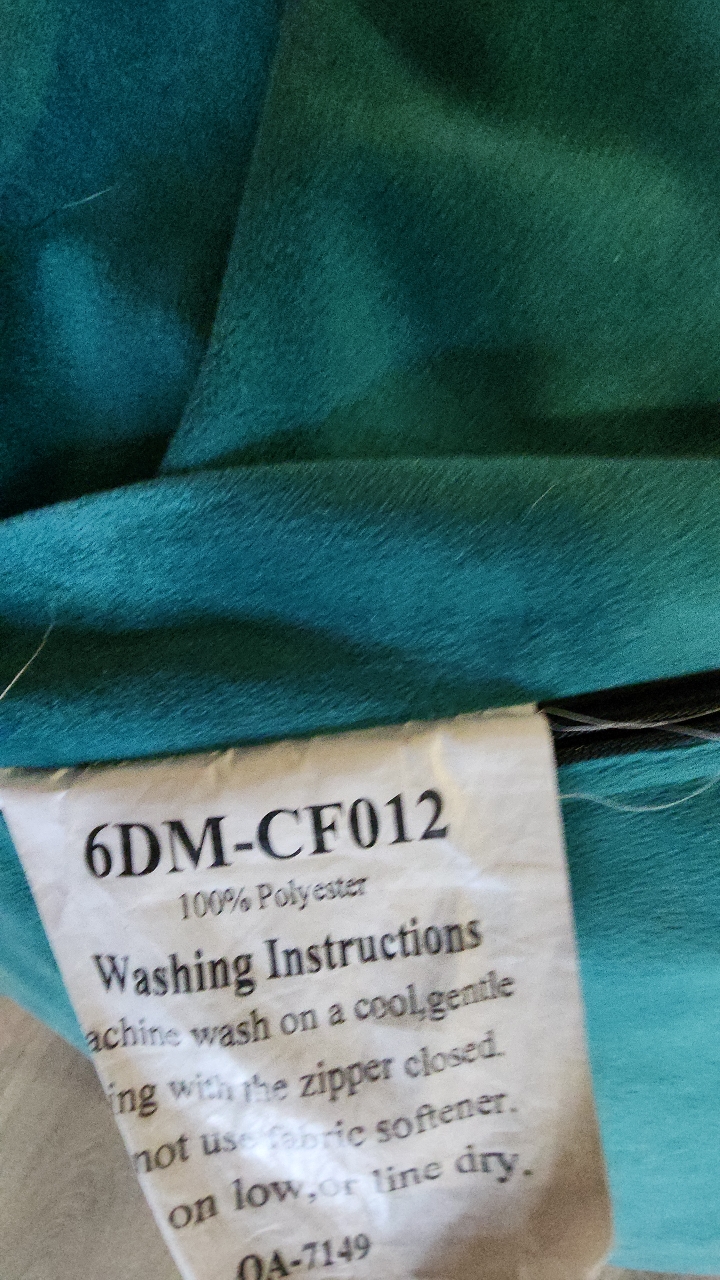 6DM-CF012
100% Polyester
Washing Instructions
achine wash on a cool,gentle
ing with the zipper closed.
not use fabric softener.
on low,or line dry.
QA-7149